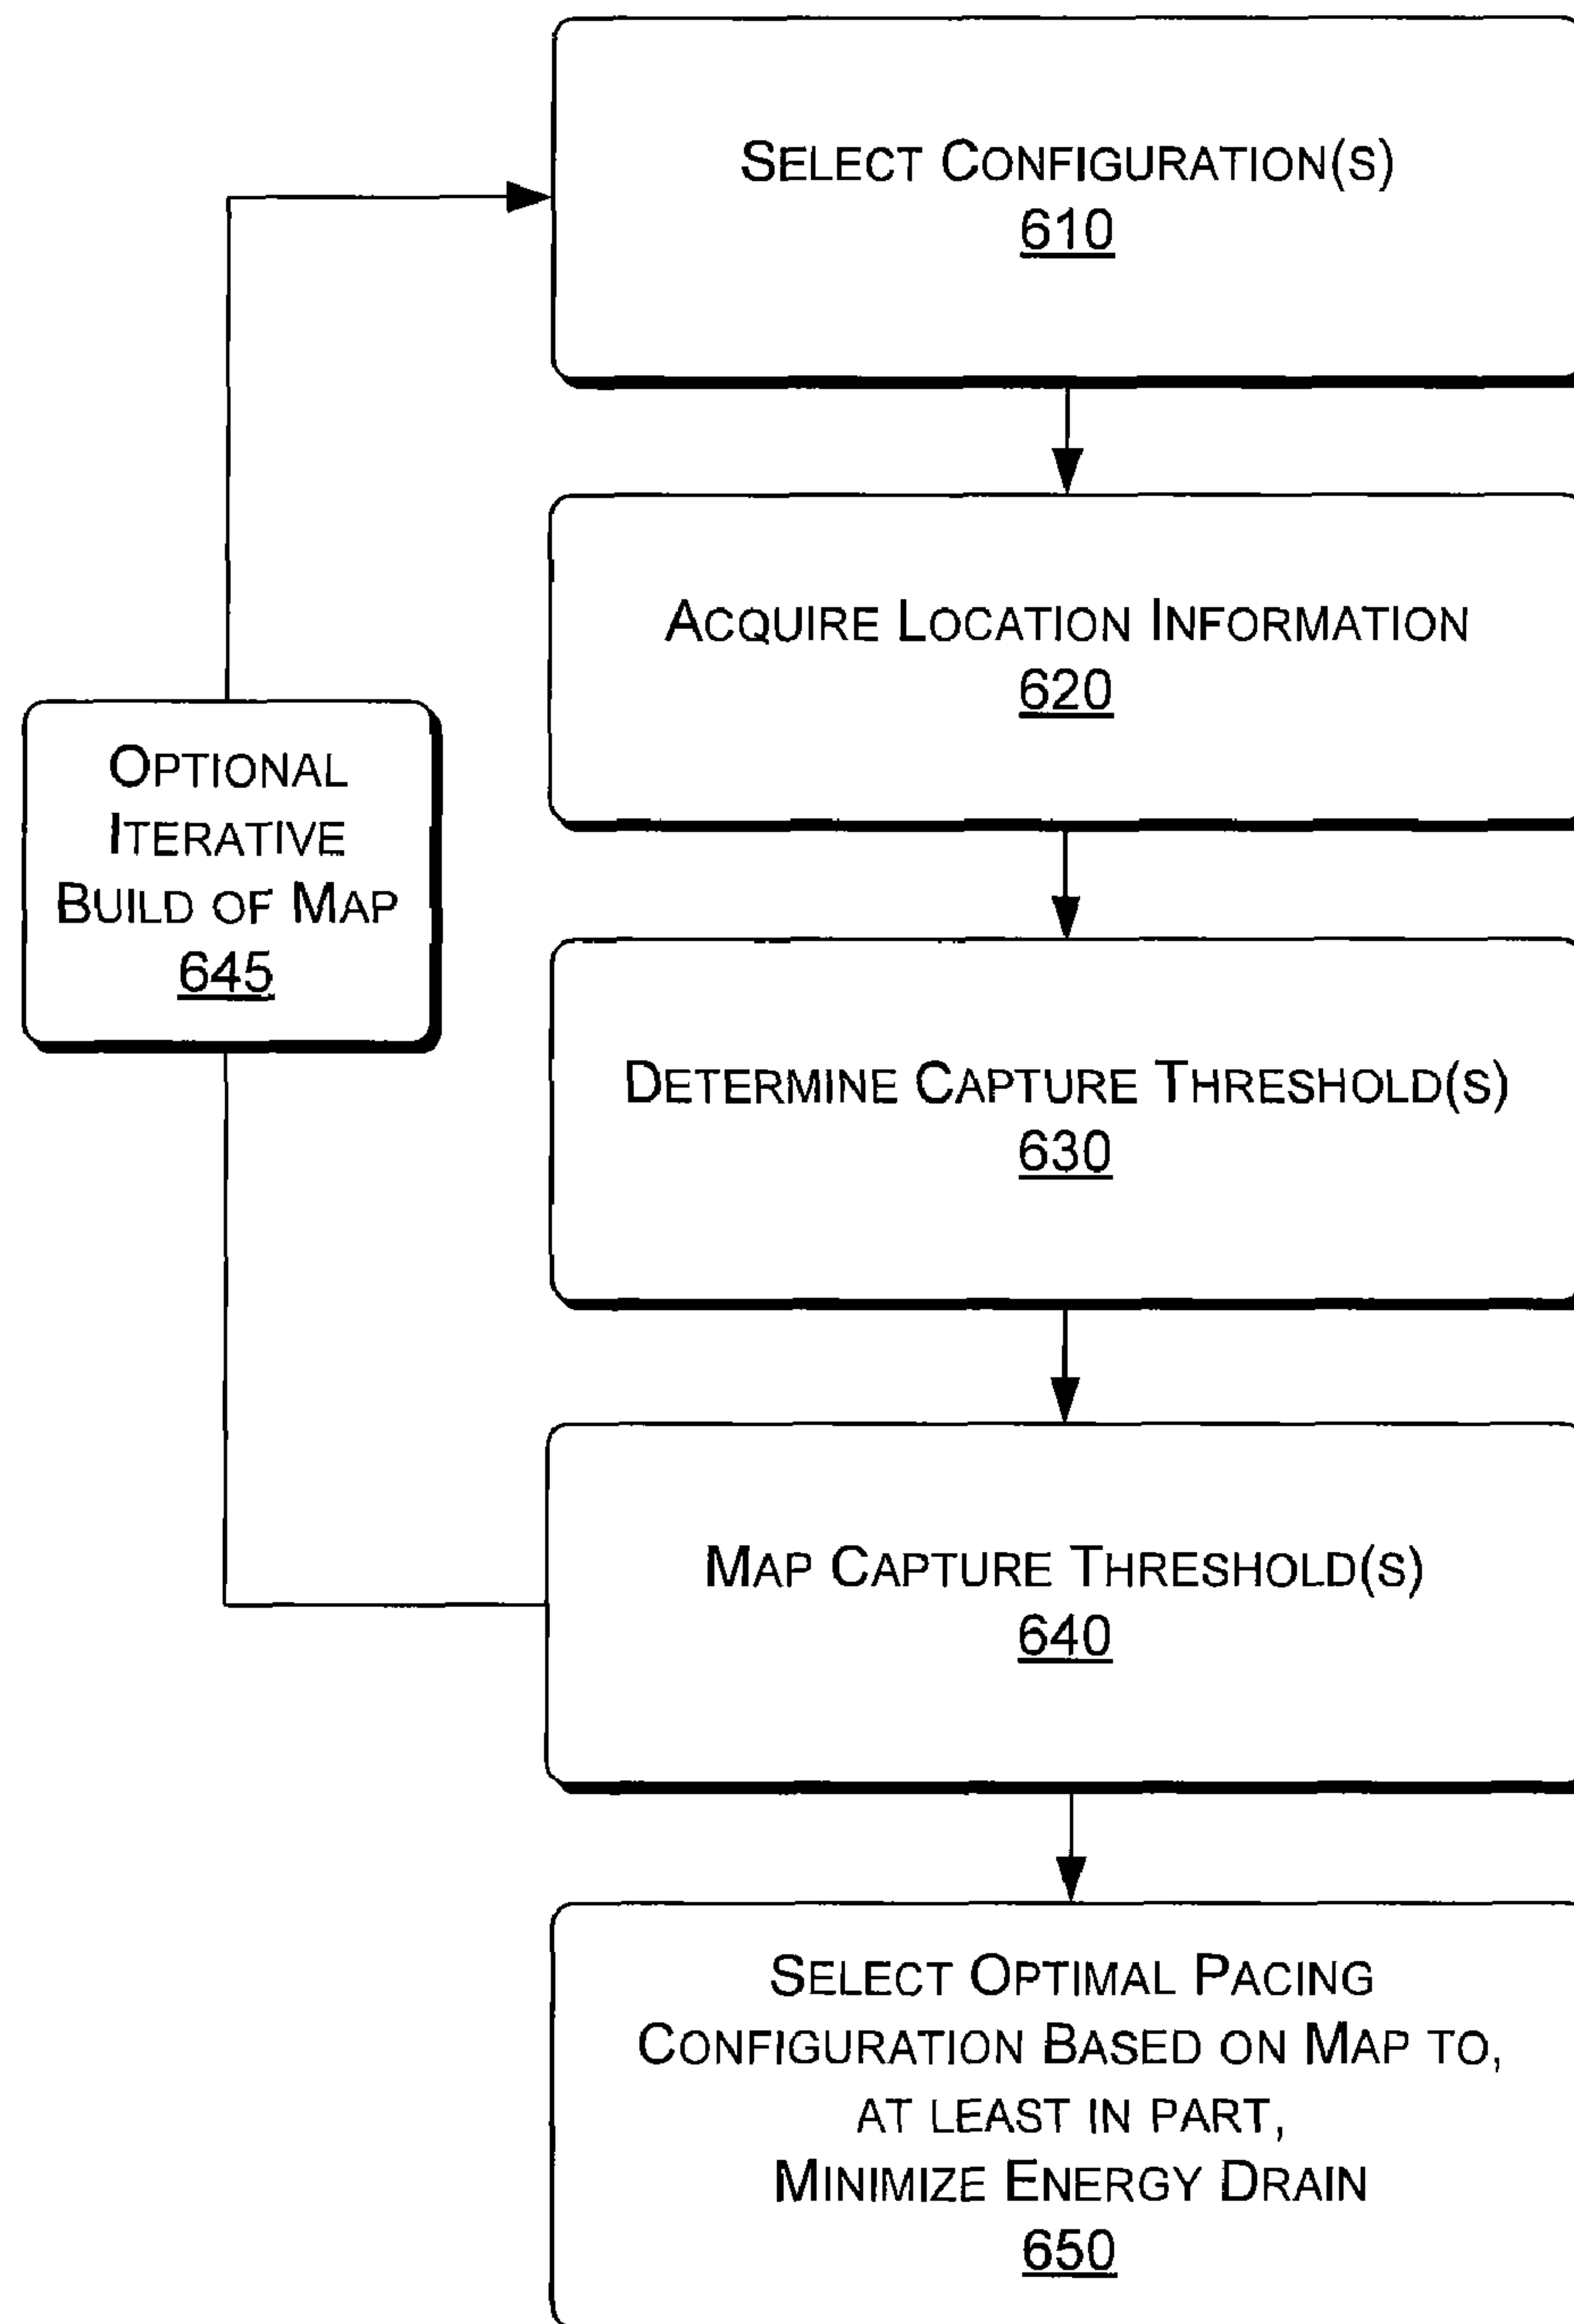 SELECT CONFIGURATION(S)
610
ACQUIRE LOCATION INFORMATION
620
OPTIONAL
ITERATIVE
BUILD OF MAP
645
DETERMINE CAPTURE THRESHOLD(S)
630
MAP CAPTURE THRESHOLD(S)
640
SELECT OPTIMAL PACING
CONFIGURATION BASED ON MAP TO,
AT LEAST IN PART,
MINIMIZE ENERGY DRAIN
650